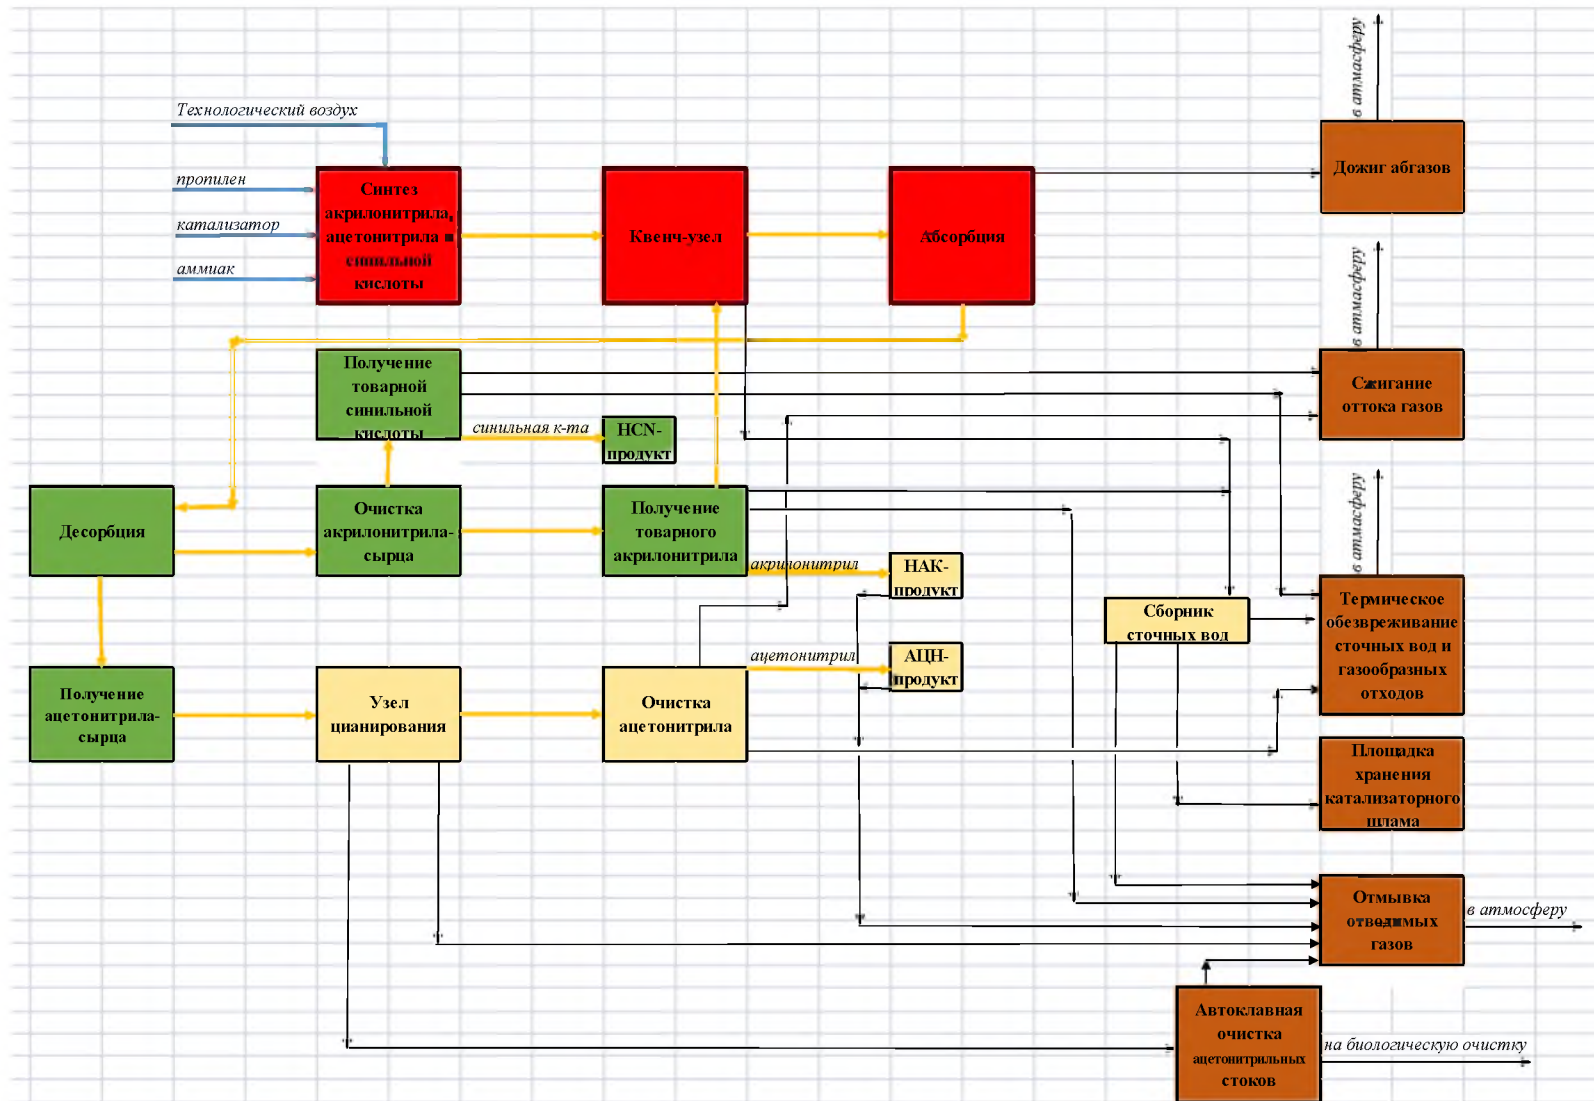 в атмасферу
Технологический воздух
пропилен
катализатор
аммиак
Синтез
акрилонитрила,
ацетонитрила и
синильной
кислоты
Квенч-узел
Абсорбция
Дожиг абгазов
в атмасферу
Получение
товарной
синильной
кислоты
синильная к-та
HCN-
продукт
Сжигание
оттока газов
в атмасферу
Десорбция
Очистка
акрилонитрила-
сырца
Получение
товарного
акрилонитрила
акрилонитрил
НАК-
продукт
Сборник
сточных вод
Термическое
обезвреживание
сточных вод и
газообразных
отходов
Получение
ацетонитрила-
сырца
Узел
цианирования
Очистка
ацетонитрила
ацетонитрил
АЦН-
продукт
Площадка
хранения
катализаторного
шлама
Отмывка
отводимых
газов
в атмосферу
Автоклавная
очистка
ацетонитрильных
стоков
на биологическую очистку